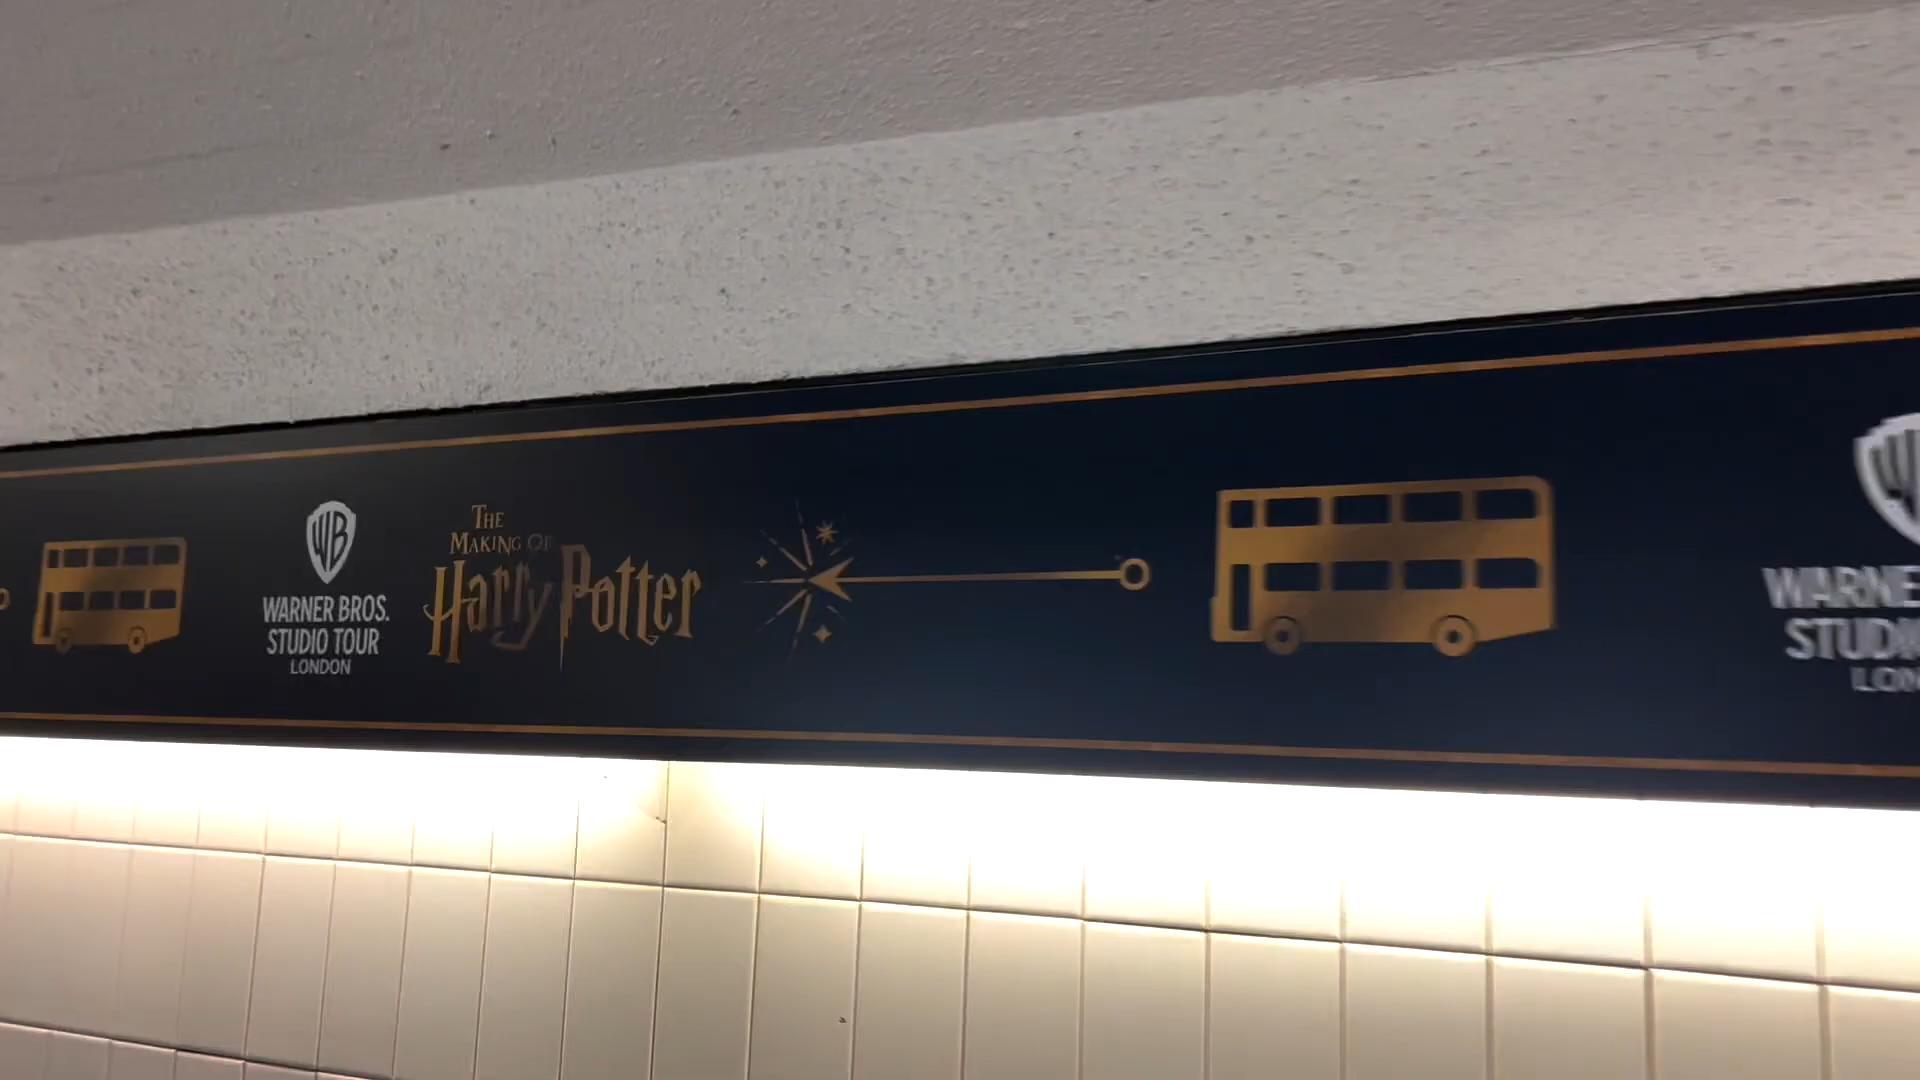 WB
WARNER BROS.
STUDIO TOUR
LONDON
THE
MAKING OF
Harry Potter